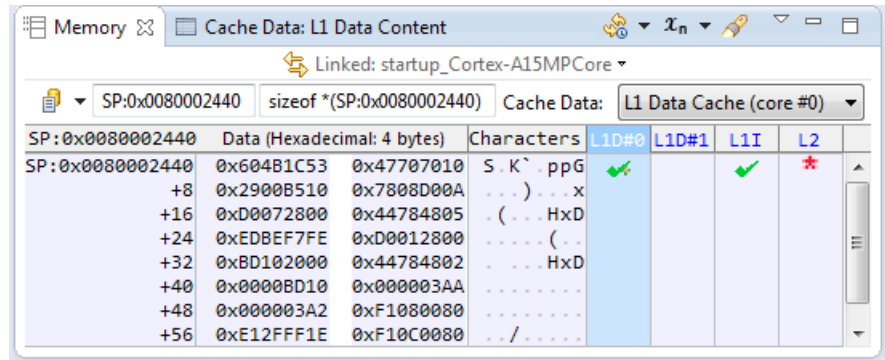 Memory Cache Data: L1 Data Content
Linked: startup_Cortex-A15MPCore
SP:0x0080002440 sizeof *(SP:0x0080002440) Cache Data: L1 Data Cache (core #0)
SP:0x0080002440 Data (Hexadecimal: 4 bytes) Characters L1D#0 L1D#1 L1I L2
SP:0x0080002440 0x604B1C53 0x47707010 S.K`.ppG
+8 0x2900B510 0x7808D00A ...)...x
+16 0xD0072800 0x44784805 .(...HxD
+24 0xEDBEF7FE 0xD0012800 .....(..
+32 0xBD102000 0x44784802 . ...HxD
+40 0x0000BD10 0x000003AA ........
+48 0x000003A2 0xF1080080 ........
+56 0xE12FFF1E 0xF10C0080 ../.....